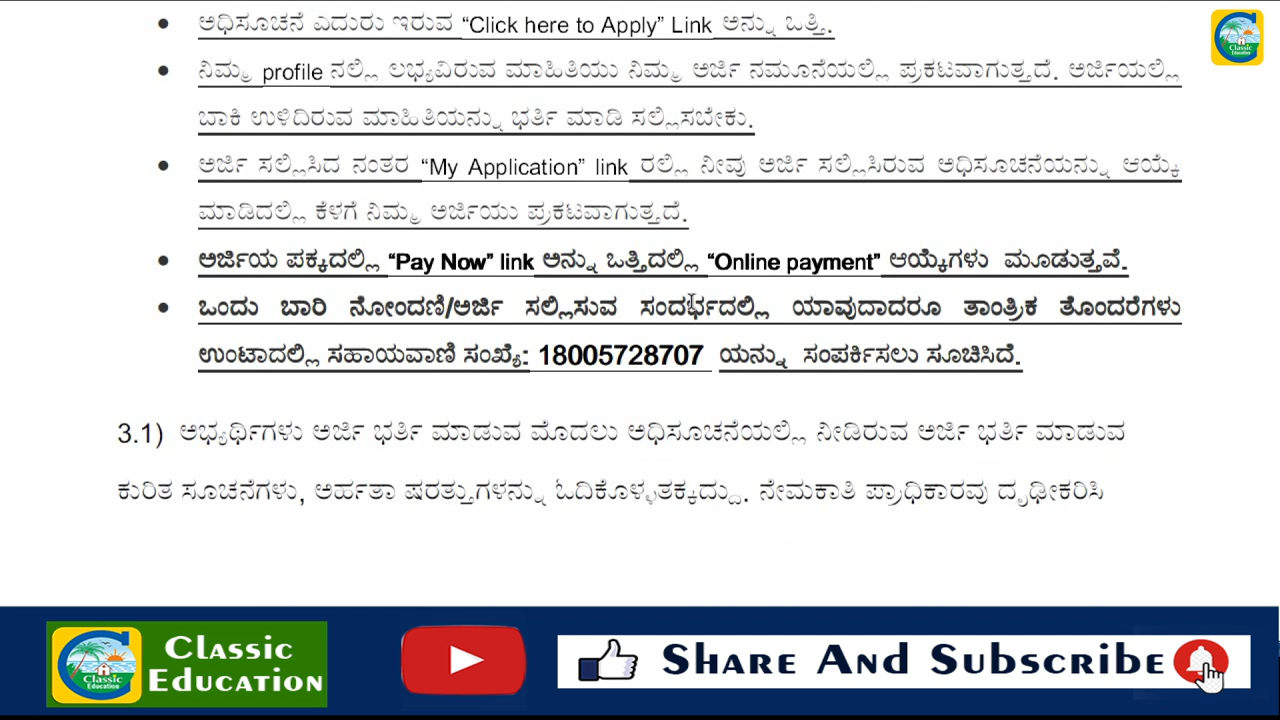 Classic
Education
• ಅಧಿಸೂಚನೆ ಎದುರು ಇರುವ “Click here to Apply” Link ಅನ್ನು ಒತ್ತಿ.
• ನಿಮ್ಮ profile ನಲ್ಲಿ ಲಭ್ಯವಿರುವ ಮಾಹಿತಿಯು ನಿಮ್ಮ ಅರ್ಜಿ ನಮೂನೆಯಲ್ಲಿ ಪ್ರಕಟವಾಗುತ್ತದೆ. ಅರ್ಜಿಯಲ್ಲಿ
ಬಾಕಿ ಉಳಿದಿರುವ ಮಾಹಿತಿಯನ್ನು ಭರ್ತಿ ಮಾಡಿ ಸಲ್ಲಿಸಬೇಕು.
• ಅರ್ಜಿ ಸಲ್ಲಿಸಿದ ನಂತರ “My Application” link ರಲ್ಲಿ ನೀವು ಅರ್ಜಿ ಸಲ್ಲಿಸಿರುವ ಅಧಿಸೂಚನೆಯನ್ನು ಆಯ್ಕೆ
ಮಾಡಿದಲ್ಲಿ ಕೆಳಗೆ ನಿಮ್ಮ ಅರ್ಜಿಯು ಪ್ರಕಟವಾಗುತ್ತದೆ.
• ಅರ್ಜಿಯ ಪಕ್ಕದಲ್ಲಿ “Pay Now” link ಅನ್ನು ಒತ್ತಿದಲ್ಲಿ “Online payment” ಆಯ್ಕೆಗಳು ಮೂಡುತ್ತವೆ.
• ಒಂದು ಬಾರಿ ನೋಂದಣಿ/ಅರ್ಜಿ ಸಲ್ಲಿಸುವ ಸಂದರ್ಭದಲ್ಲಿ ಯಾವುದಾದರೂ ತಾಂತ್ರಿಕ ತೊಂದರೆಗಳು
ಉಂಟಾದಲ್ಲಿ ಸಹಾಯವಾಣಿ ಸಂಖ್ಯೆ: 18005728707 ಯನ್ನು ಸಂಪರ್ಕಿಸಲು ಸೂಚಿಸಿದೆ.
3.1) ಅಭ್ಯರ್ಥಿಗಳು ಅರ್ಜಿ ಭರ್ತಿ ಮಾಡುವ ಮೊದಲು ಅಧಿಸೂಚನೆಯಲ್ಲಿ ನೀಡಿರುವ ಅರ್ಜಿ ಭರ್ತಿ ಮಾಡುವ
ಕುರಿತ ಸೂಚನೆಗಳು, ಅರ್ಹತಾ ಷರತ್ತುಗಳನ್ನು ಓದಿಕೊಳ್ಳತಕ್ಕದ್ದು. ನೇಮಕಾತಿ ಪ್ರಾಧಿಕಾರವು ದೃಢೀಕರಿಸಿ
Classic
Education
Classic
Education
Share And Subscribe